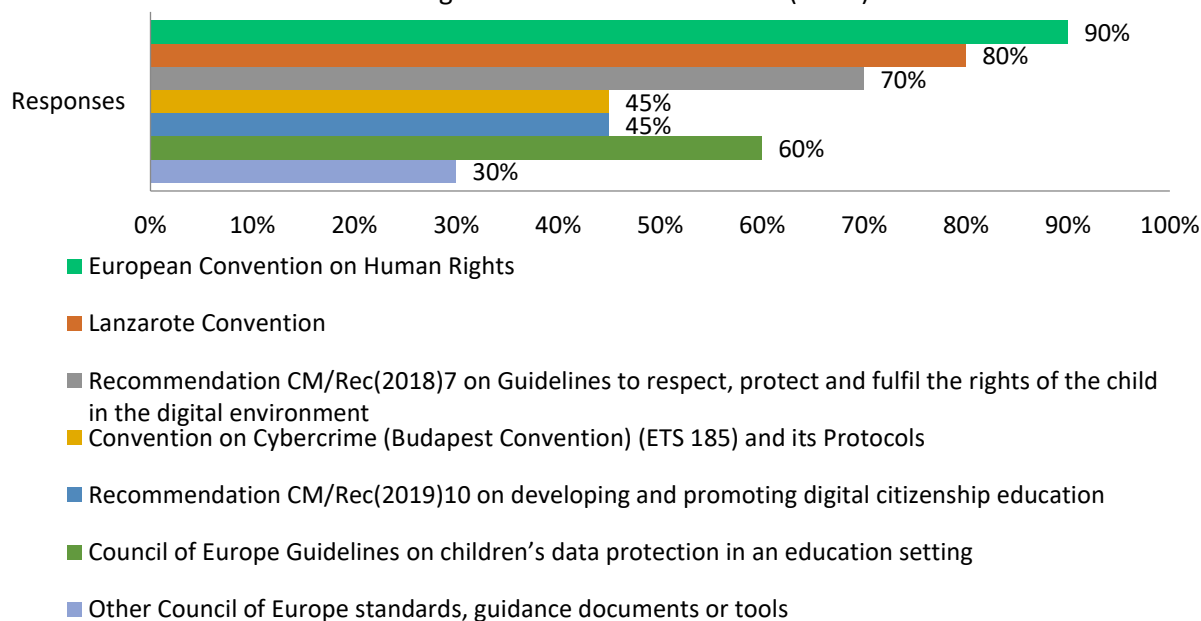 90%
80%
70%
Responses
45%
45%
60%
30%
0% 10% 20% 30% 40% 50% 60% 70% 80% 90% 100%
European Convention on Human Rights
Lanzarote Convention
Recommendation CM/Rec(2018)7 on Guidelines to respect, protect and fulfil the rights of the child
in the digital environment
Convention on Cybercrime (Budapest Convention) (ETS 185) and its Protocols
Recommendation CM/Rec(2019)10 on developing and promoting digital citizenship education
Council of Europe Guidelines on children’s data protection in an education setting
Other Council of Europe standards, guidance documents or tools